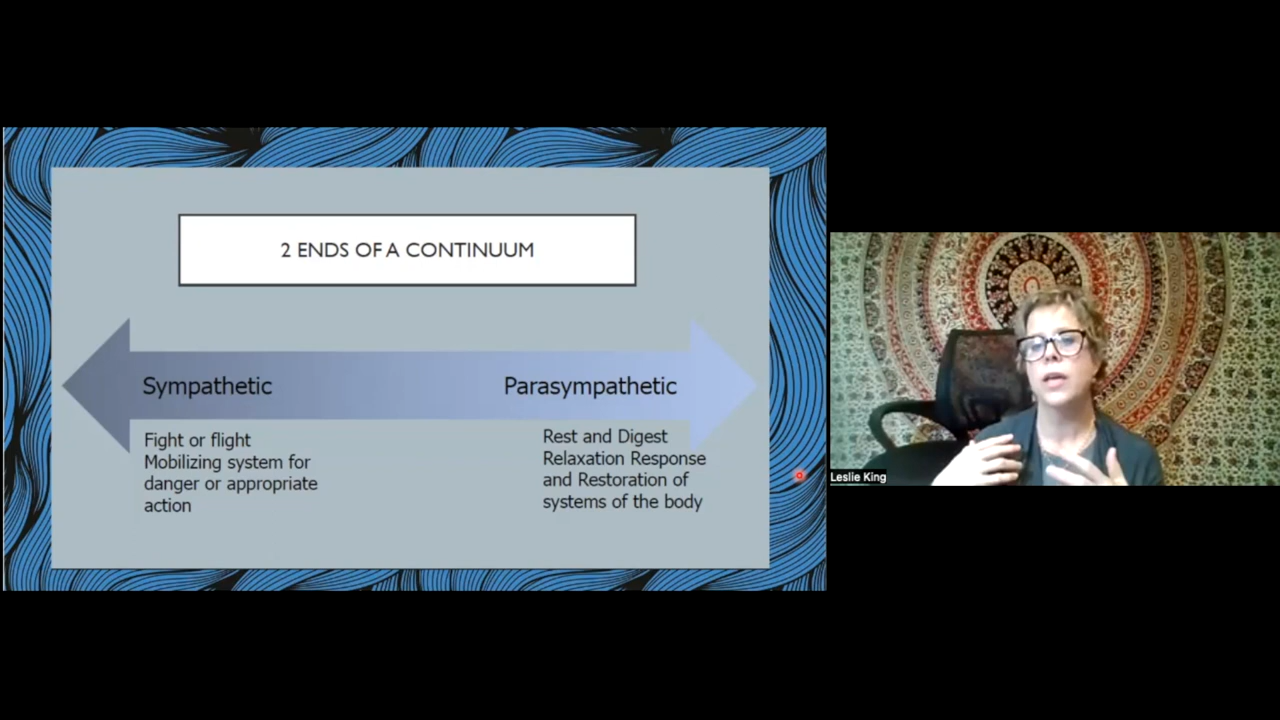 2 ENDS OF A CONTINUUM
Sympathetic
Parasympathetic
Fight or flight
Mobilizing system for
danger or appropriate
action
Rest and Digest
Relaxation Response
and Restoration of
systems of the body
Leslie King